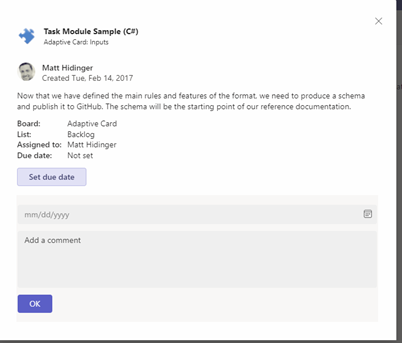 Task Module Sample (C#)
Adaptive Card: Inputs
Matt Hidinger
Created Tue, Feb 14, 2017
Now that we have defined the main rules and features of the format, we need to produce a schema
and publish it to GitHub. The schema will be the starting point of our reference documentation.
Board: Adaptive Card
List: Backlog
Assigned to: Matt Hidinger
Due date: Not set
Set due date
mm/dd/yyyy
Add a comment
OK